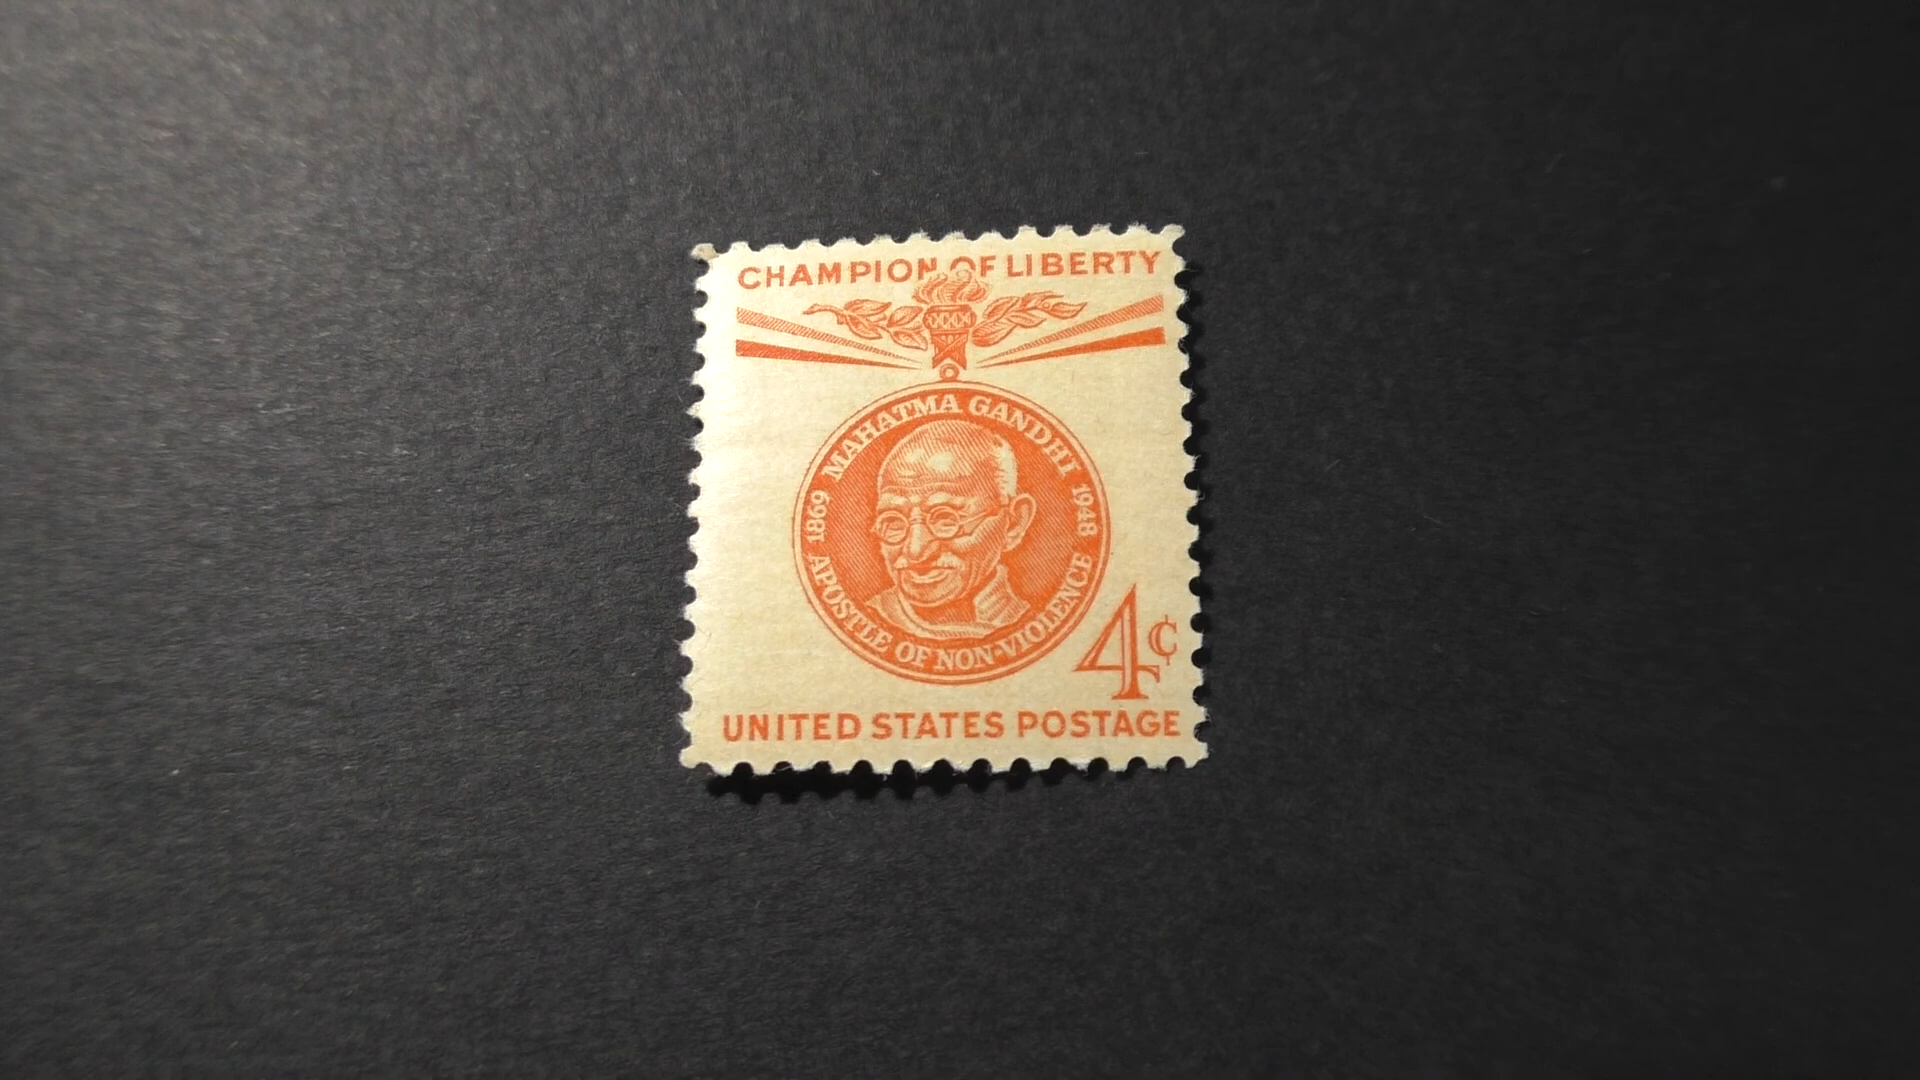 CHAMPION OF LIBERTY
MAHATMA GANDHI
1869
1948
APOSTLE OF NON-VIOLENCE
4¢
UNITED STATES POSTAGE